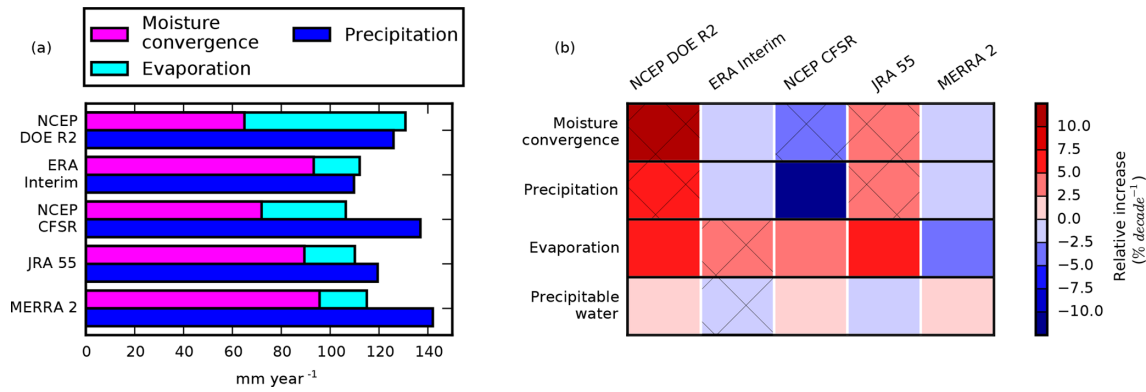 (a)
Moisture
convergence
Evaporation
Precipitation
NCEP
DOE R2
ERA
Interim
NCEP
CFSR
JRA 55
MERRA 2
0 20 40 60 80 100 120 140
mm year -1
(b)
NCEP DOE R2
ERA Interim
NCEP CFSR
JRA 55
MERRA 2
Moisture
convergence
Precipitation
Evaporation
Precipitable
water
10.0
7.5
5.0
2.5
0.0
−2.5
−5.0
−7.5
−10.0
Relative increase
(% decade−1)